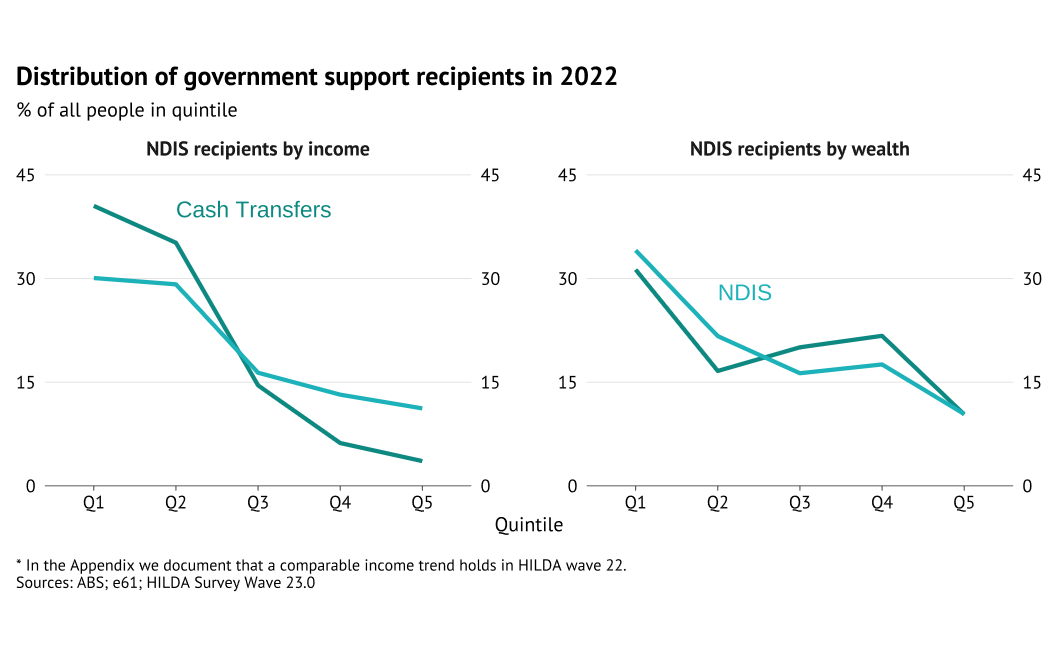 Distribution of government support recipients in 2022
% of all people in quintile
NDIS recipients by income
45 45
Cash Transfers
30 30
15 15
0 0
Q1 Q2 Q3 Q4 Q5
NDIS recipients by wealth
45 45
NDIS
30 30
15 15
0 0
Q1 Q2 Q3 Q4 Q5
Quintile
* In the Appendix we document that a comparable income trend holds in HILDA wave 22.
Sources: ABS; e61; HILDA Survey Wave 23.0